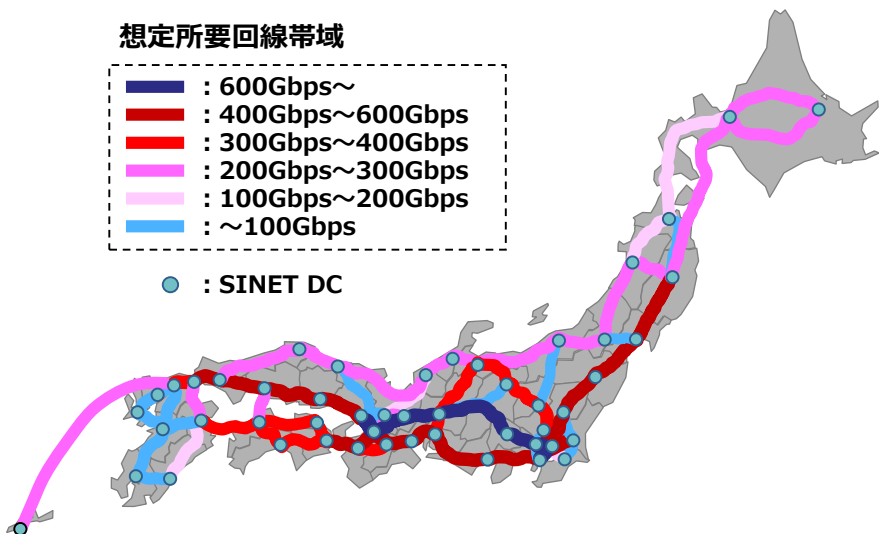 想定所要回線帯域
：600Gbps～
：400Gbps～600Gbps
：300Gbps～400Gbps
：200Gbps～300Gbps
：100Gbps～200Gbps
：～100Gbps
：SINET DC